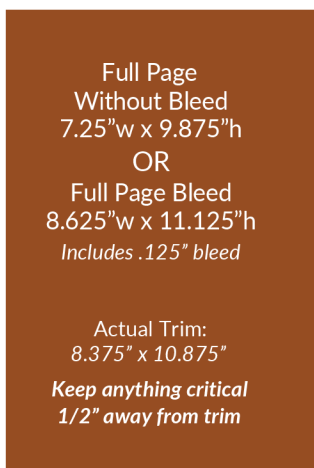 Full Page
Without Bleed
7.25”w x 9.875”h
OR
Full Page Bleed
8.625”w x 11.125”h
Includes .125” bleed
Actual Trim:
8.375” x 10.875”
Keep anything critical
1/2” away from trim